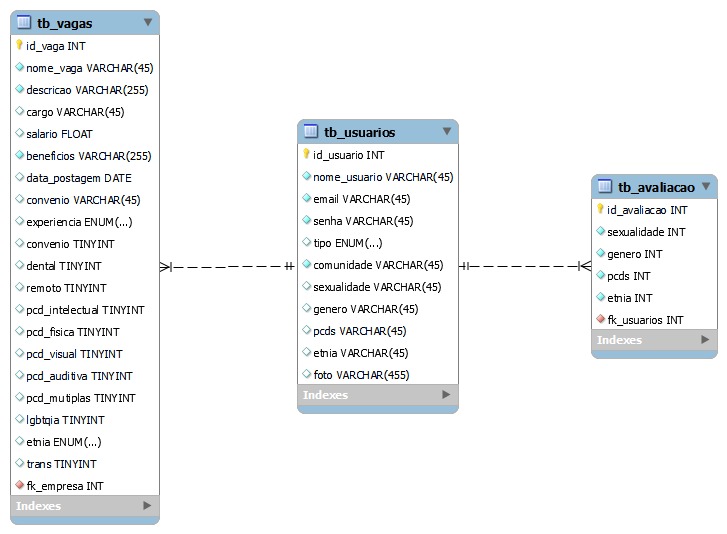 tb_vagas
id_vaga INT
nome_vaga VARCHAR(45)
descricao VARCHAR(255)
cargo VARCHAR(45)
salario FLOAT
beneficios VARCHAR(255)
data_postagem DATE
convenio VARCHAR(45)
experiencia ENUM(...)
convenio TINYINT
dental TINYINT
remoto TINYINT
pcd_intelectual TINYINT
pcd_fisica TINYINT
pcd_visual TINYINT
pcd_auditiva TINYINT
pcd_mutiplas TINYINT
lgbtqia TINYINT
etnia ENUM(...)
trans TINYINT
fk_empresa INT
Indexes
tb_usuarios
id_usuario INT
nome_usuario VARCHAR(45)
email VARCHAR(45)
senha VARCHAR(45)
tipo ENUM(...)
comunidade VARCHAR(45)
sexualidade VARCHAR(45)
genero VARCHAR(45)
pcds VARCHAR(45)
etnia VARCHAR(45)
foto VARCHAR(455)
Indexes
tb_avaliacao
id_avaliacao INT
sexualidade INT
genero INT
pcds INT
etnia INT
fk_usuarios INT
Indexes